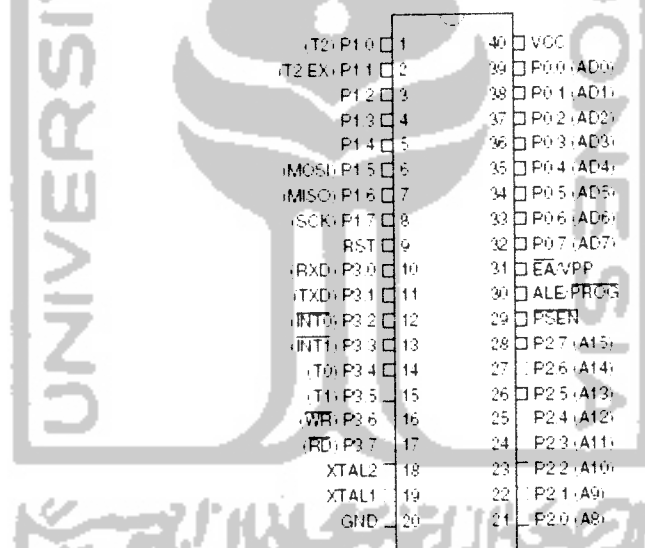 (T2) P1.0 1 40 VCC
(T2 EX) P1.1 2 39 P0.0 (AD0)
P1.2 3 38 P0.1 (AD1)
P1.3 4 37 P0.2 (AD2)
P1.4 5 36 P0.3 (AD3)
(MOSI) P1.5 6 35 P0.4 (AD4)
(MISO) P1.6 7 34 P0.5 (AD5)
(SCK) P1.7 8 33 P0.6 (AD6)
RST 9 32 P0.7 (AD7)
(RXD) P3.0 10 31 EA/VPP
(TXD) P3.1 11 30 ALE/PROG
(INT0) P3.2 12 29 PSEN
(INT1) P3.3 13 28 P2.7 (A15)
(T0) P3.4 14 27 P2.6 (A14)
(T1) P3.5 15 26 P2.5 (A13)
(WR) P3.6 16 25 P2.4 (A12)
(RD) P3.7 17 24 P2.3 (A11)
XTAL2 18 23 P2.2 (A10)
XTAL1 19 22 P2.1 (A9)
GND 20 21 P2.0 (A8)